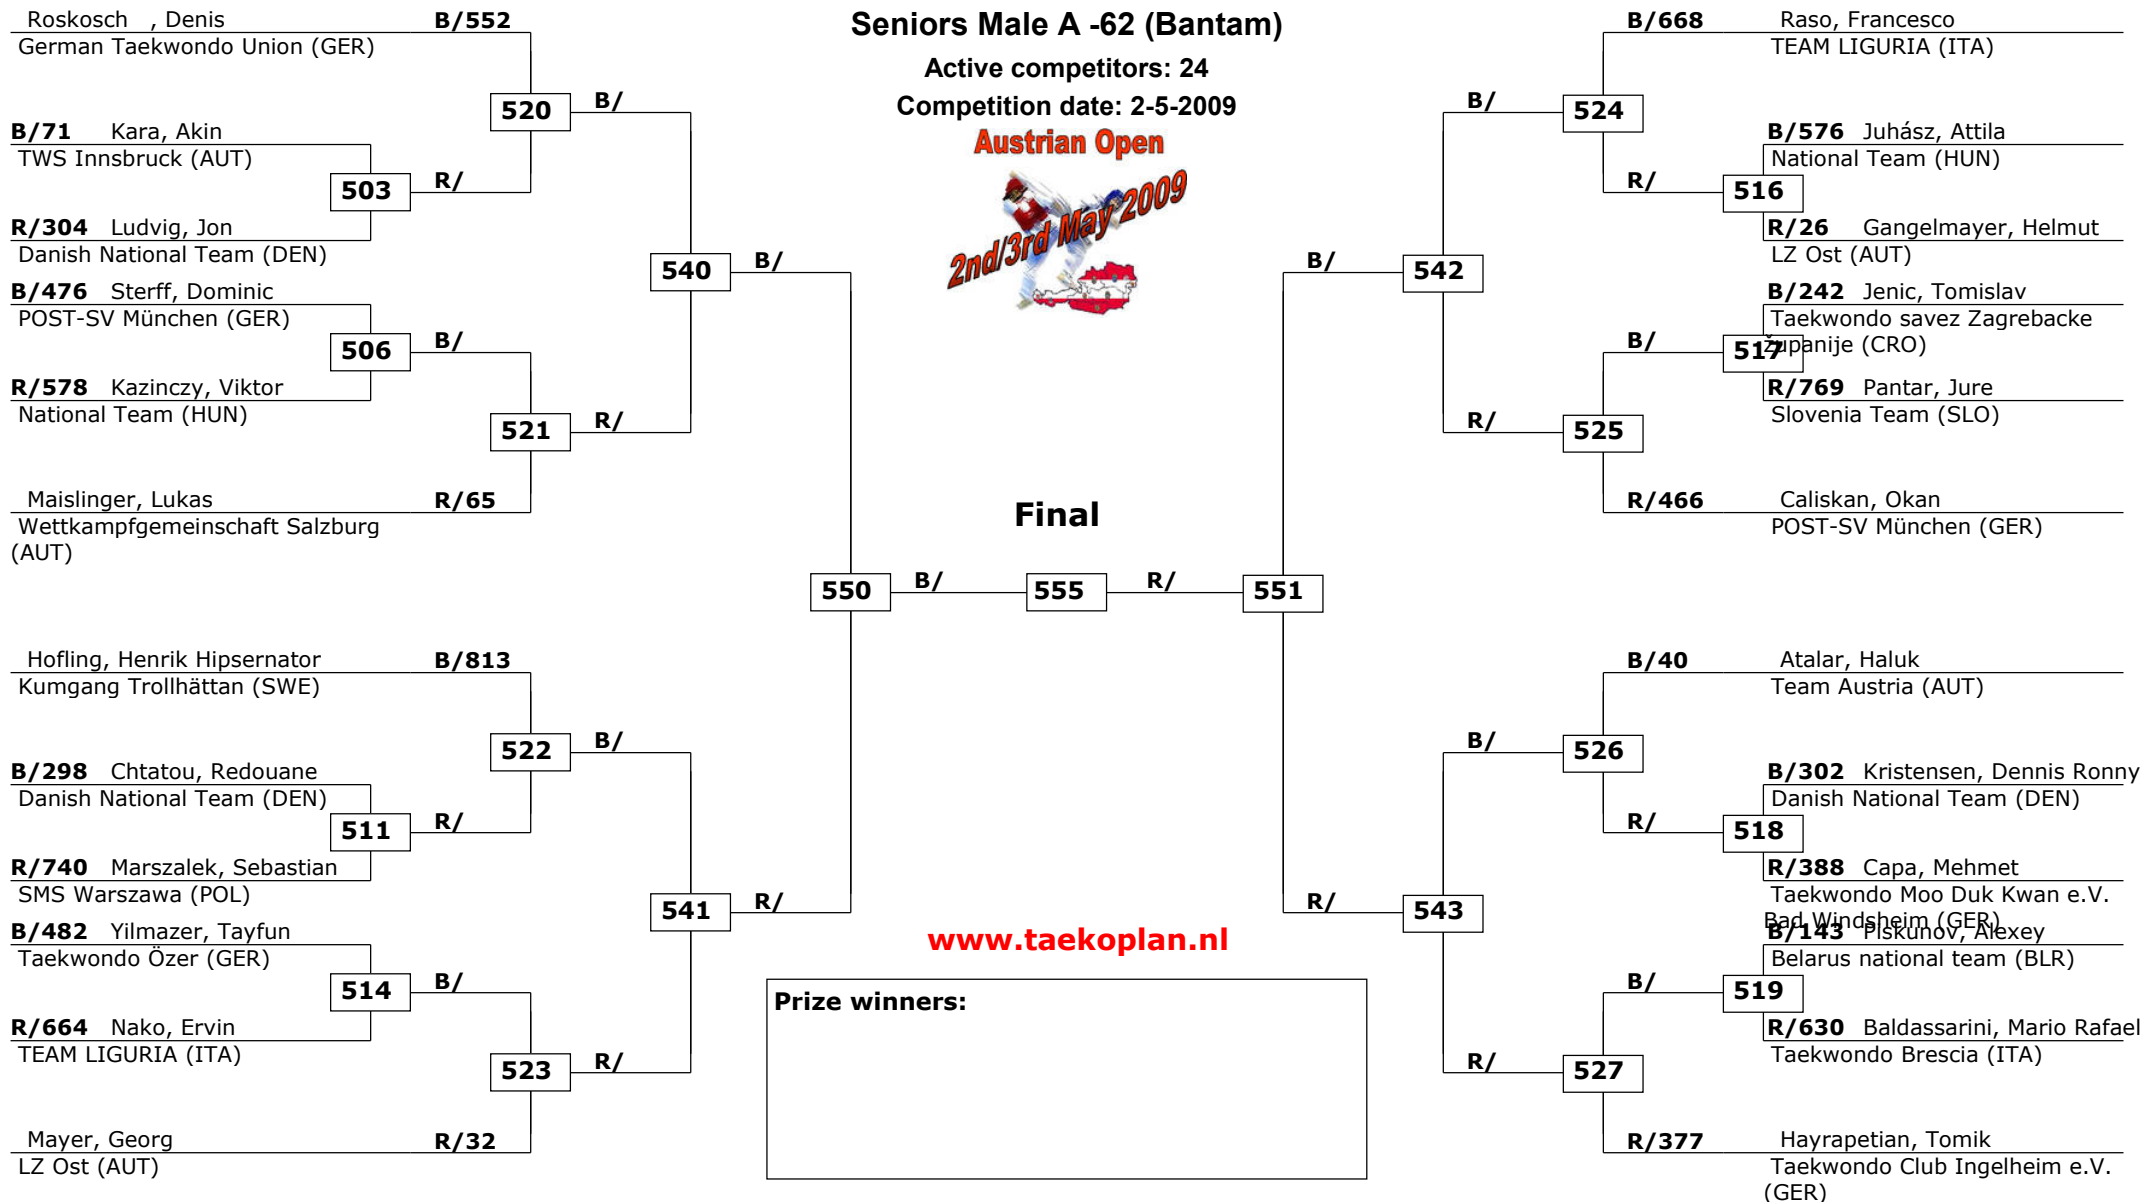 Seniors Male A -62 (Bantam)
Active competitors: 24
Competition date: 2-5-2009
Austrian Open
2nd/3rd May 2009
Roskosch , Denis B/552
German Taekwondo Union (GER)
520 B/
B/71 Kara, Akin
TWS Innsbruck (AUT)
503 R/
R/304 Ludvig, Jon
Danish National Team (DEN)
540 B/
B/476 Sterff, Dominic
POST-SV München (GER)
506 B/
R/578 Kazinczy, Viktor
National Team (HUN)
521 R/
Maislinger, Lukas R/65
Wettkampfgemeinschaft Salzburg
(AUT)
550 B/
Hofling, Henrik Hipsernator B/813
Kumgang Trollhättan (SWE)
522 B/
B/298 Chtatou, Redouane
Danish National Team (DEN)
511 R/
R/740 Marszalek, Sebastian
SMS Warszawa (POL)
541 R/
B/482 Yilmazer, Tayfun
Taekwondo Özer (GER)
514 B/
R/664 Nako, Ervin
TEAM LIGURIA (ITA)
523 R/
Mayer, Georg R/32
LZ Ost (AUT)
Final
555
B/668 Raso, Francesco
TEAM LIGURIA (ITA)
B/ 524
B/576 Juhász, Attila
National Team (HUN)
R/ 516
R/26 Gangelmayer, Helmut
LZ Ost (AUT)
B/ 542
B/242 Jenic, Tomislav
Taekwondo savez Zagrebacke
županije (CRO)
B/ 517
R/769 Pantar, Jure
Slovenia Team (SLO)
R/ 525
R/466 Caliskan, Okan
POST-SV München (GER)
R/ 551
B/40 Atalar, Haluk
Team Austria (AUT)
B/ 526
B/302 Kristensen, Dennis Ronny
Danish National Team (DEN)
R/ 518
R/388 Capa, Mehmet
Taekwondo Moo Duk Kwan e.V.
Bad Windsheim (GER)
R/ 543
B/143 Piskunov, Alexey
Belarus national team (BLR)
B/ 519
R/630 Baldassarini, Mario Rafael
Taekwondo Brescia (ITA)
R/ 527
R/377 Hayrapetian, Tomik
Taekwondo Club Ingelheim e.V.
(GER)
www.taekoplan.nl
Prize winners: